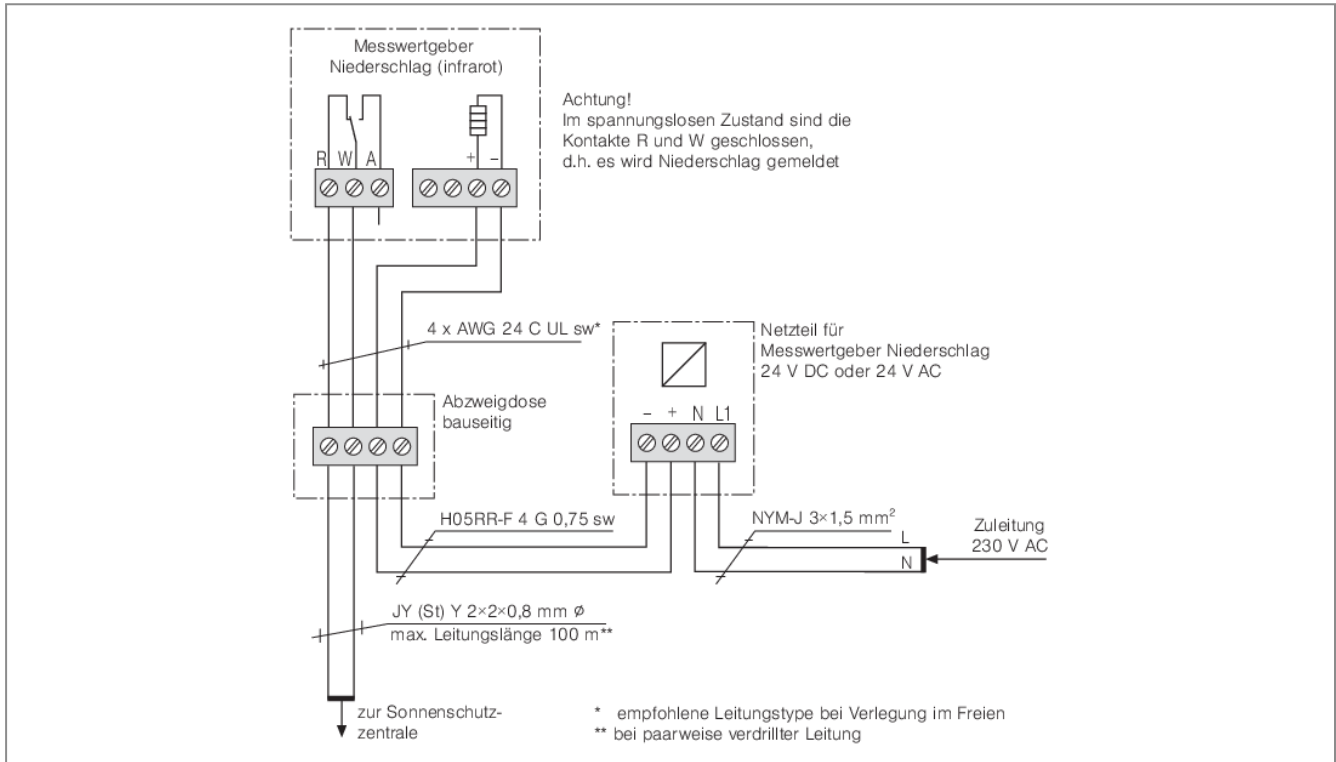 Messwertgeber
Niederschlag (infrarot)
Achtung!
Im spannungslosen Zustand sind die
Kontakte R und W geschlossen,
d.h. es wird Niederschlag gemeldet
R W A
+ –
4 x AWG 24 C UL sw*
Netzteil für
Messwertgeber Niederschlag
24 V DC oder 24 V AC
Abzweigdose
bauseitig
– + N L1
H05RR-F 4 G 0,75 sw
NYM-J 3×1,5 mm²
L
N
Zuleitung
230 V AC
JY (St) Y 2×2×0,8 mm ø
max. Leitungslänge 100 m**
zur Sonnenschutz-
zentrale
* empfohlene Leitungstype bei Verlegung im Freien
** bei paarweise verdrillter Leitung